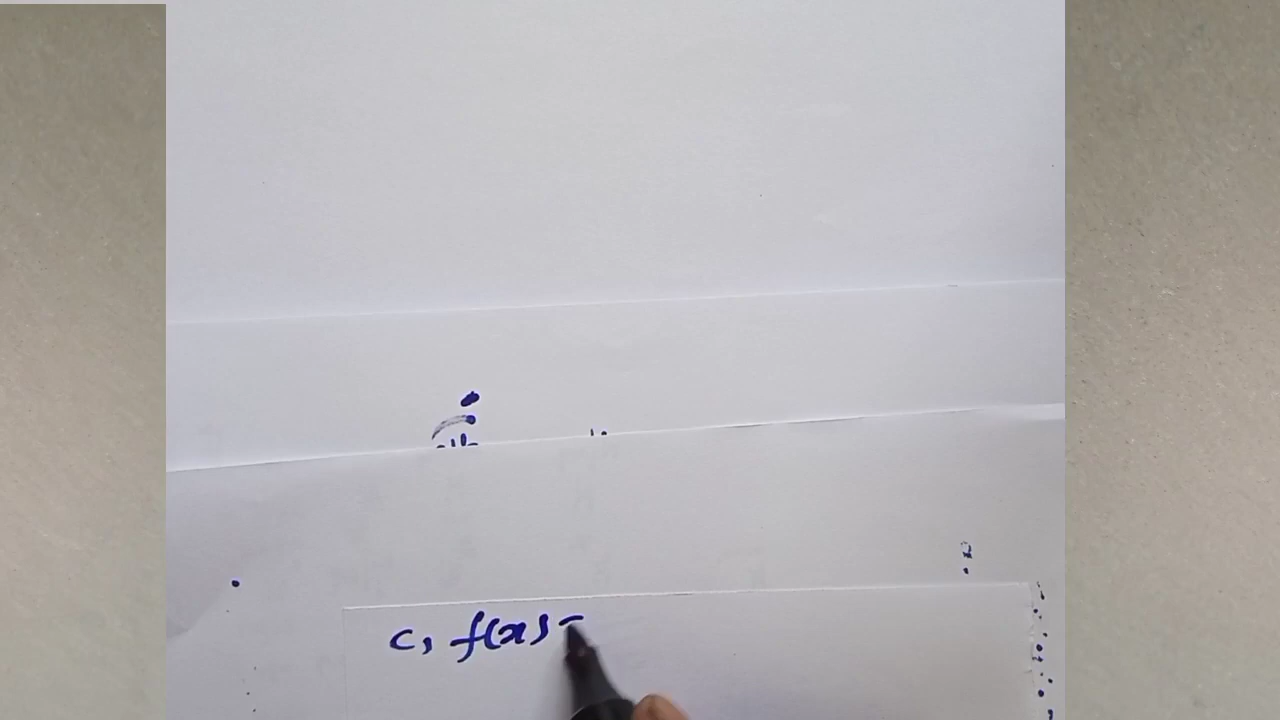 c, f(x) =